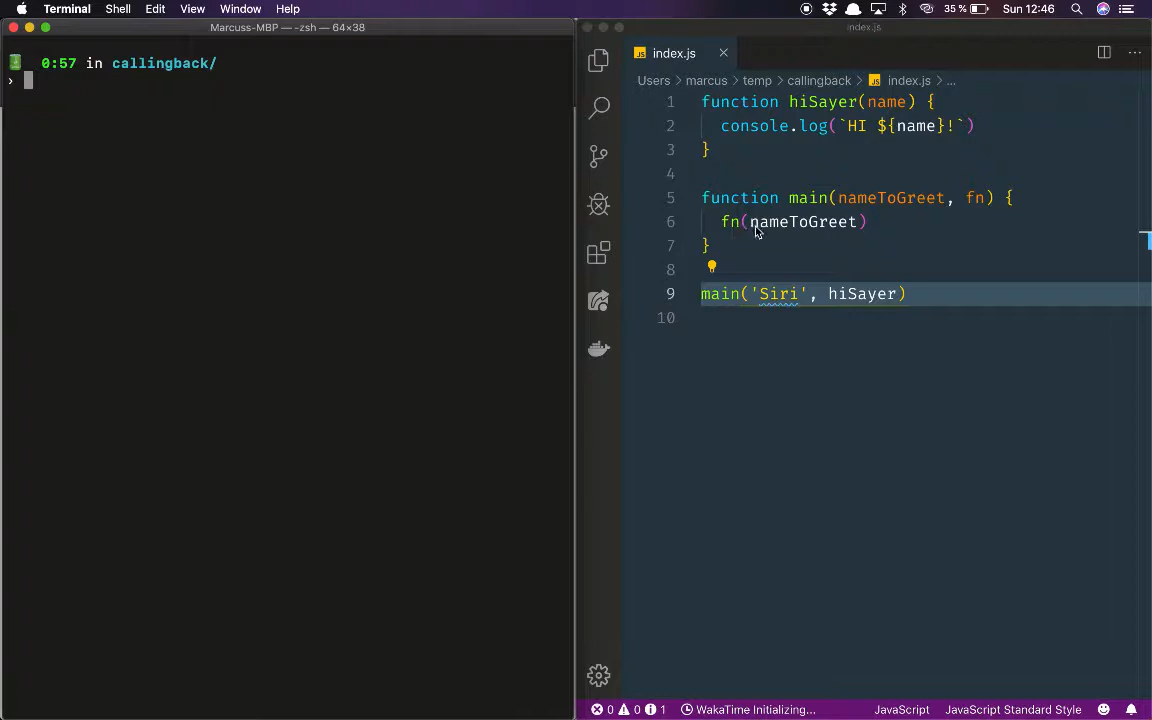 Terminal Shell Edit View Window Help 35 % Sun 12:46
Marcuss-MBP — -zsh — 64×38
0:57 in callingback/
›
index.js
JS index.js
Users › marcus › temp › callingback › JS index.js › ...
1 function hiSayer(name) {
2 console.log(`HI ${name}!`)
3 }
4
5 function main(nameToGreet, fn) {
6 fn(nameToGreet)
7 }
8
9 main('Siri', hiSayer)
10
0 0 1 WakaTime Initializing... JavaScript JavaScript Standard Style